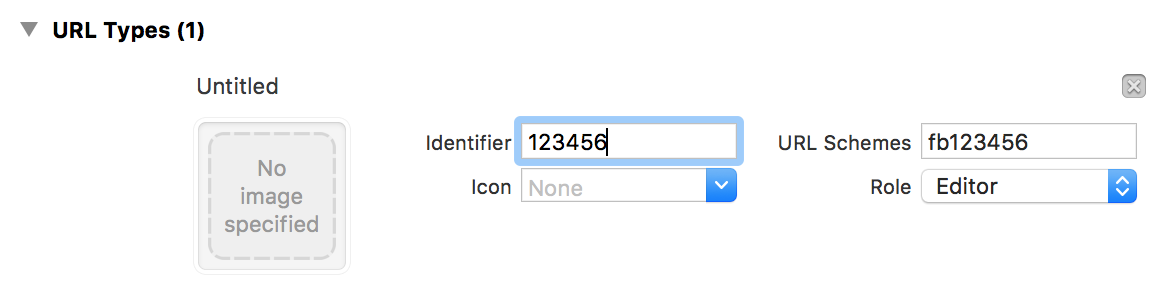 URL Types (1)
Untitled
No
image
specified
Identifier 123456
URL Schemes fb123456
Icon None
Role Editor